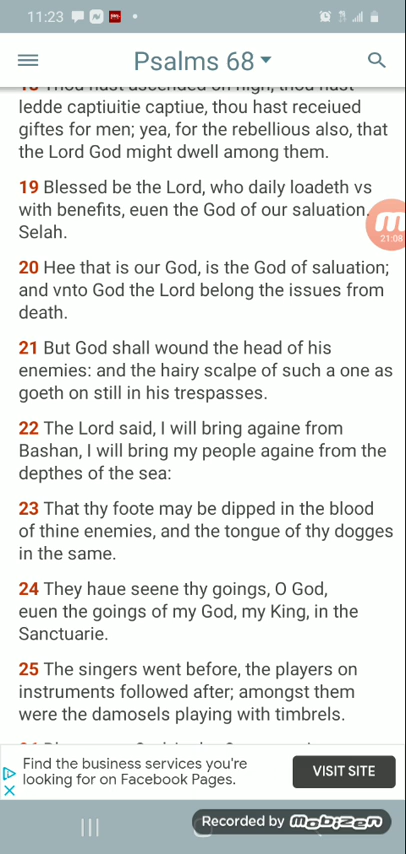 11:23
Psalms 68
18 Thou hast ascended on high, thou hast
ledde captiuitie captiue, thou hast receiued
giftes for men; yea, for the rebellious also, that
the Lord God might dwell among them.
19 Blessed be the Lord, who daily loadeth vs
with benefits, euen the God of our saluation.
Selah.
21:08
20 Hee that is our God, is the God of saluation;
and vnto God the Lord belong the issues from
death.
21 But God shall wound the head of his
enemies: and the hairy scalpe of such a one as
goeth on still in his trespasses.
22 The Lord said, I will bring againe from
Bashan, I will bring my people againe from the
depthes of the sea:
23 That thy foote may be dipped in the blood
of thine enemies, and the tongue of thy dogges
in the same.
24 They haue seene thy goings, O God,
euen the goings of my God, my King, in the
Sanctuarie.
25 The singers went before, the players on
instruments followed after; amongst them
were the damosels playing with timbrels.
Find the business services you're
looking for on Facebook Pages.
VISIT SITE
Recorded by mobizen